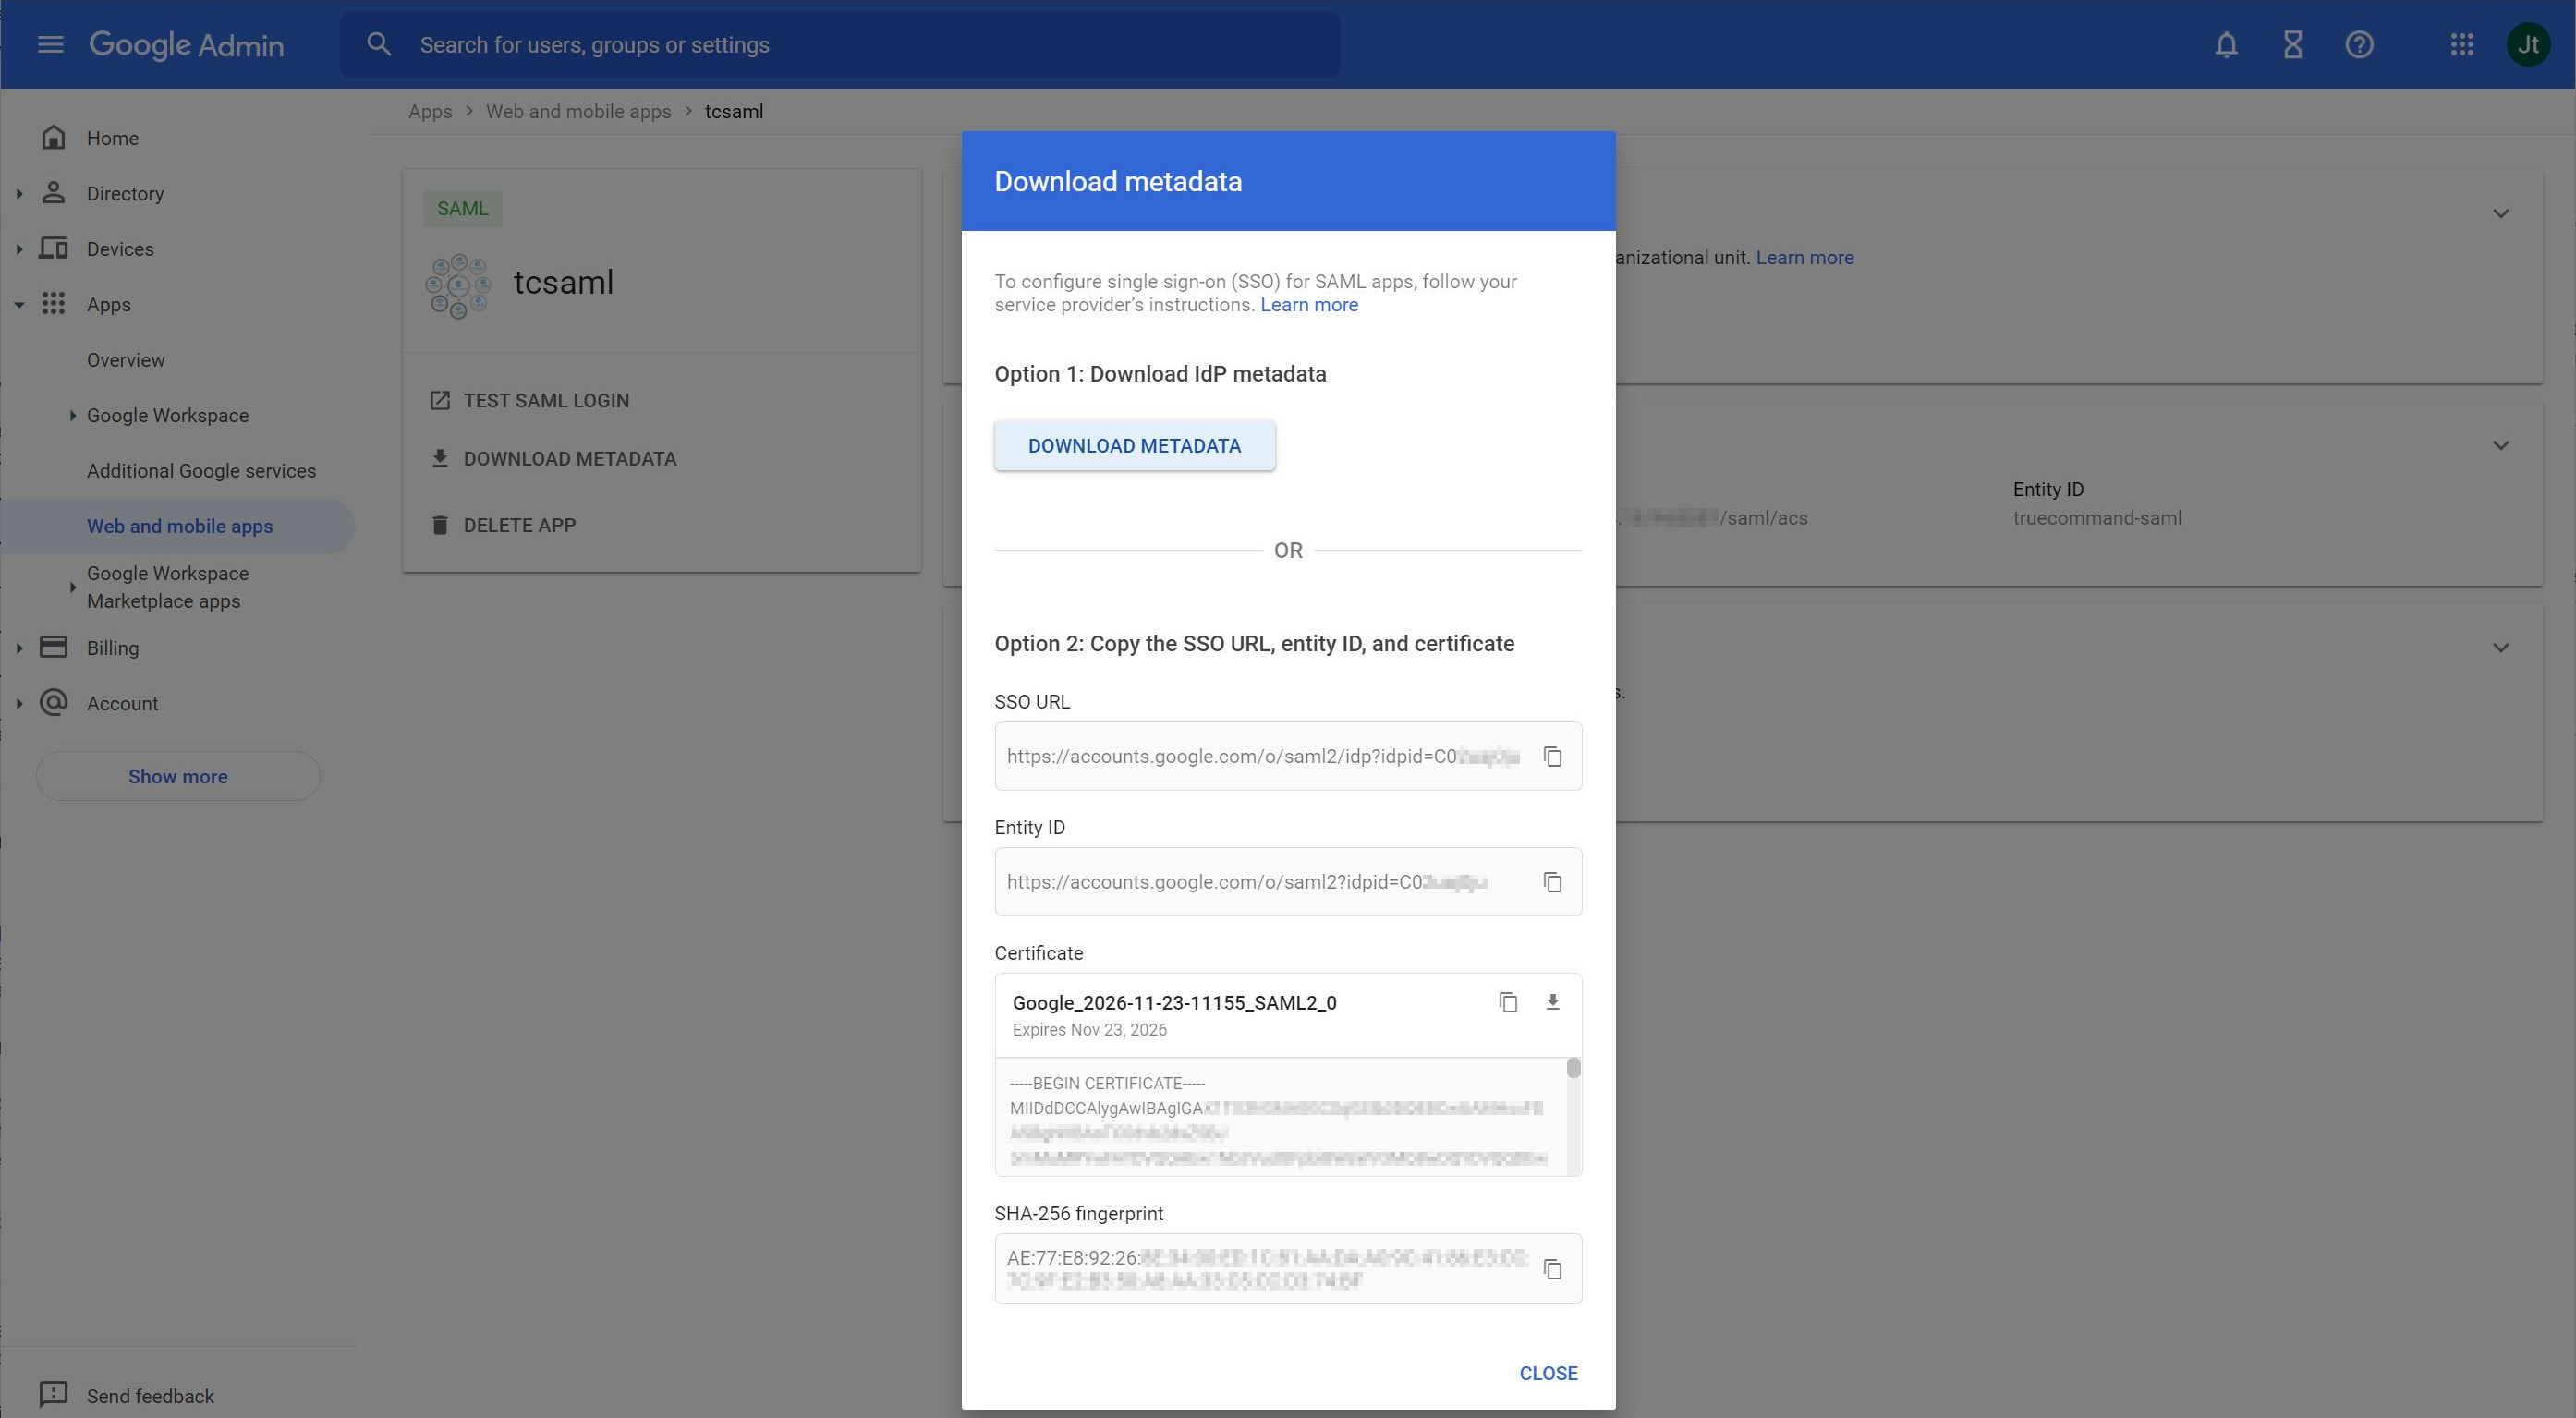 Google Admin
Search for users, groups or settings
Jt
Home
Directory
Devices
Apps
Overview
Google Workspace
Additional Google services
Web and mobile apps
Google Workspace
Marketplace apps
Billing
Account
Show more
Send feedback
Apps > Web and mobile apps > tcsaml
SAML
tcsaml
TEST SAML LOGIN
DOWNLOAD METADATA
DELETE APP
Download metadata
To configure single sign-on (SSO) for SAML apps, follow your
service provider’s instructions. Learn more
Option 1: Download IdP metadata
DOWNLOAD METADATA
OR
Option 2: Copy the SSO URL, entity ID, and certificate
SSO URL
https://accounts.google.com/o/saml2/idp?idpid=C0
Entity ID
https://accounts.google.com/o/saml2?idpid=C0
Certificate
Google_2026-11-23-11155_SAML2_0
Expires Nov 23, 2026
-----BEGIN CERTIFICATE-----
MIIDdDCCAlygAwIBAgIGA
SHA-256 fingerprint
AE:77:E8:92:26:
CLOSE
anizational unit. Learn more
/saml/acs
Entity ID
truecommand-saml
s.